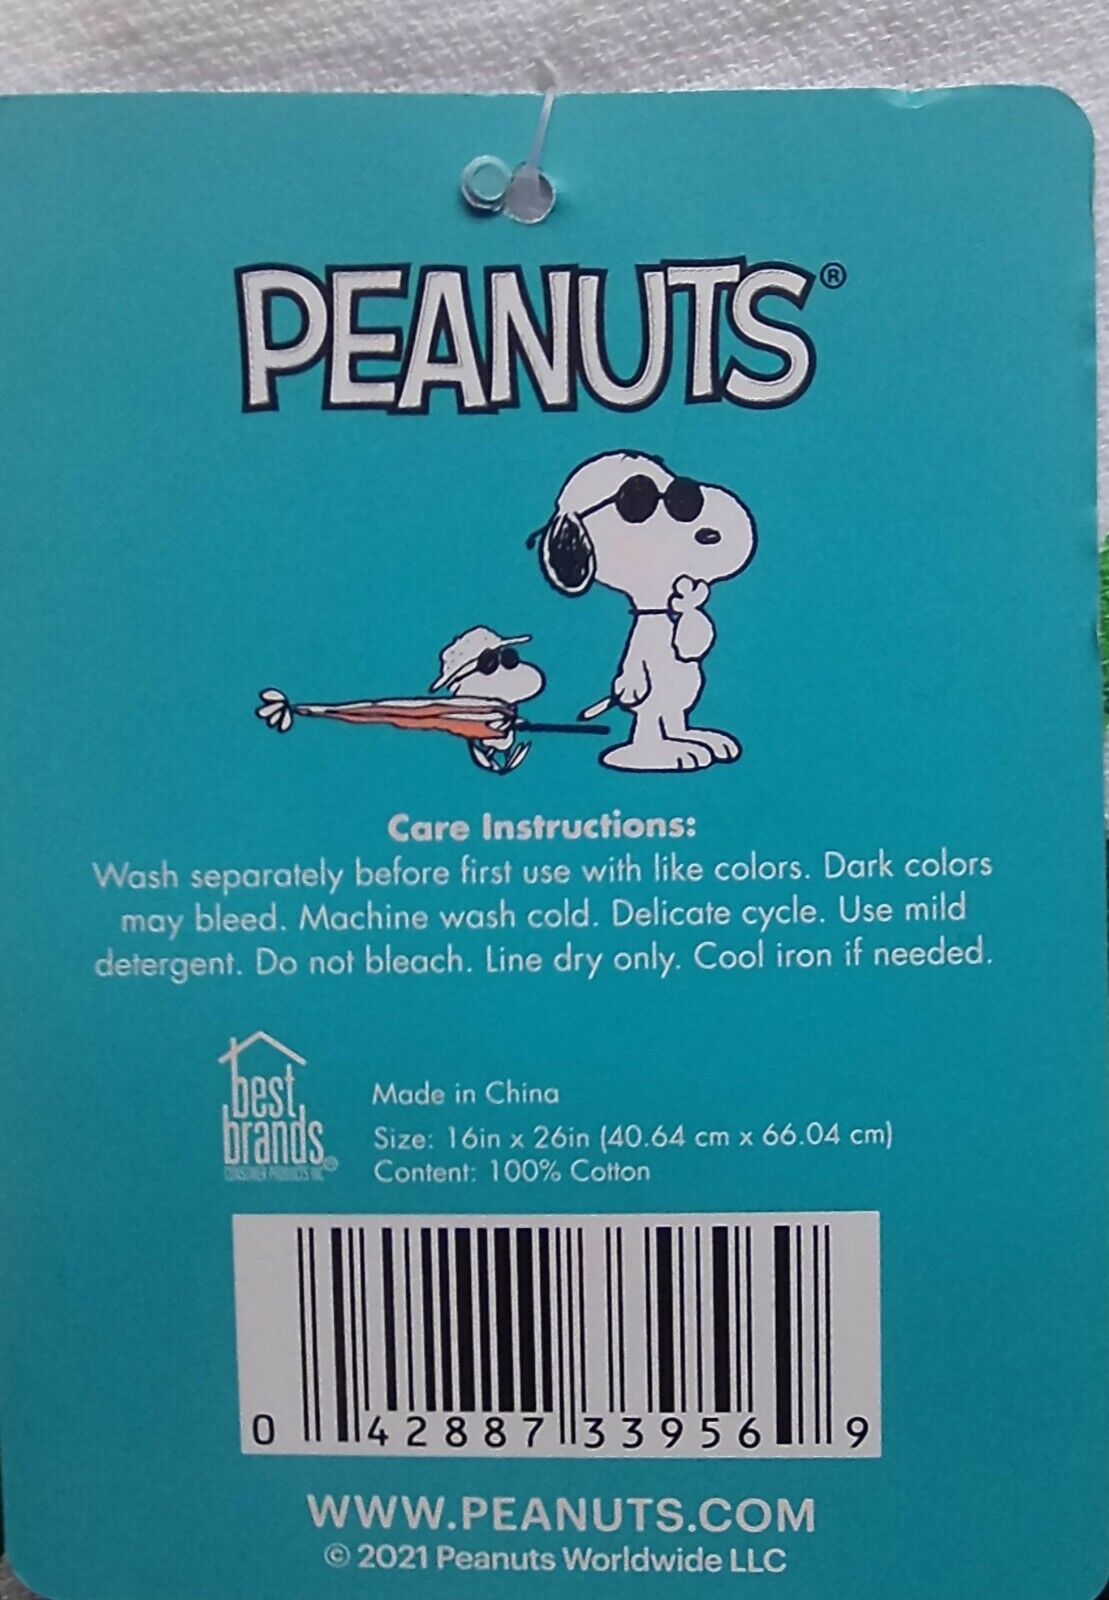 PEANUTS®
Care Instructions:
Wash separately before first use with like colors. Dark colors
may bleed. Machine wash cold. Delicate cycle. Use mild
detergent. Do not bleach. Line dry only. Cool iron if needed.
best
brands®
CONSUMER PRODUCTS INC
Made in China
Size: 16in x 26in (40.64 cm x 66.04 cm)
Content: 100% Cotton
0 42887 33956 9
WWW.PEANUTS.COM
© 2021 Peanuts Worldwide LLC